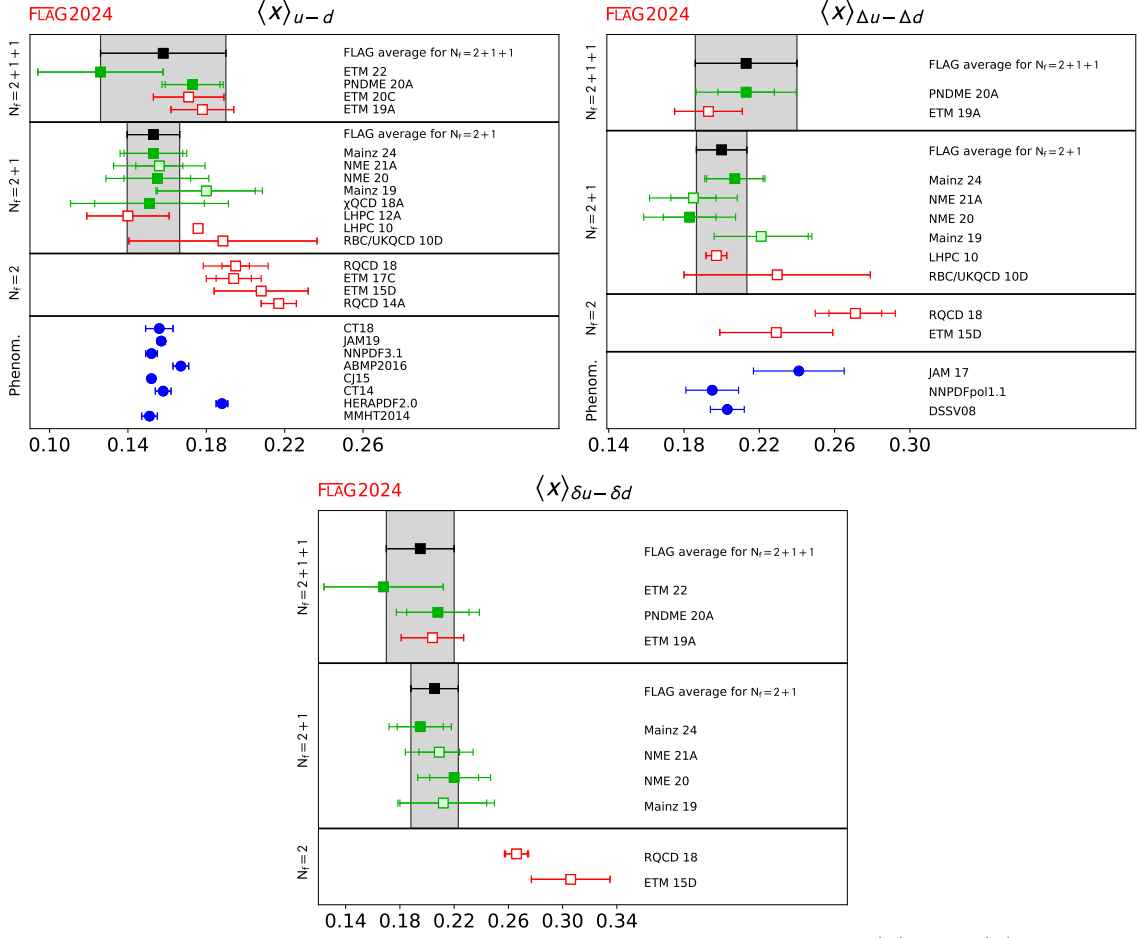 FLAG2024
⟨x⟩u−d
Nf=2+1+1
FLAG average for Nf=2+1+1
ETM 22
PNDME 20A
ETM 20C
ETM 19A
Nf=2+1
FLAG average for Nf=2+1
Mainz 24
NME 21A
NME 20
Mainz 19
χQCD 18A
LHPC 12A
LHPC 10
RBC/UKQCD 10D
Nf=2
RQCD 18
ETM 17C
ETM 15D
RQCD 14A
Phenom.
CT18
JAM19
NNPDF3.1
ABMP2016
CJ15
CT14
HERAPDF2.0
MMHT2014
0.10 0.14 0.18 0.22 0.26
FLAG2024
⟨x⟩Δu−Δd
Nf=2+1+1
FLAG average for Nf=2+1+1
PNDME 20A
ETM 19A
Nf=2+1
FLAG average for Nf=2+1
Mainz 24
NME 21A
NME 20
Mainz 19
LHPC 10
RBC/UKQCD 10D
Nf=2
RQCD 18
ETM 15D
Phenom.
JAM 17
NNPDFpol1.1
DSSV08
0.14 0.18 0.22 0.26 0.30
FLAG2024
⟨x⟩δu−δd
Nf=2+1+1
FLAG average for Nf=2+1+1
ETM 22
PNDME 20A
ETM 19A
Nf=2+1
FLAG average for Nf=2+1
Mainz 24
NME 21A
NME 20
Mainz 19
Nf=2
RQCD 18
ETM 15D
0.14 0.18 0.22 0.26 0.30 0.34